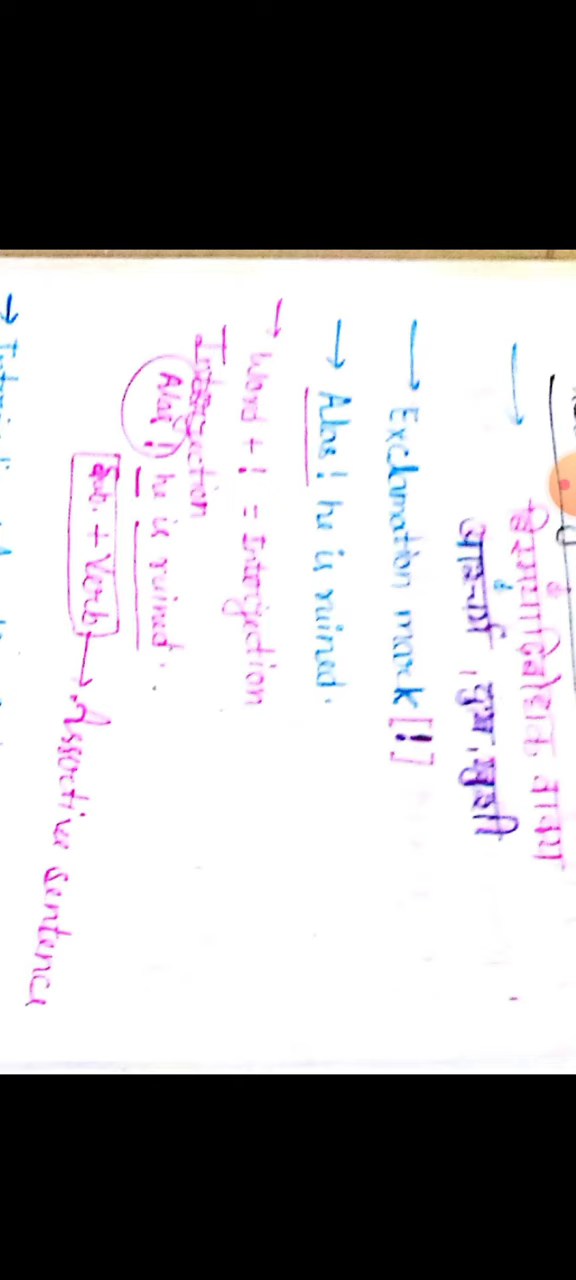 → विस्मयादिबोधक वाक्य
आश्चर्य, दुख, खुशी
→ Exclamation mark [!]
→ Alas! he is ruined.
→ Word + ! = Interjection
Interjection
Alas! he is ruined.
Sub. + Verb → Assertive sentence